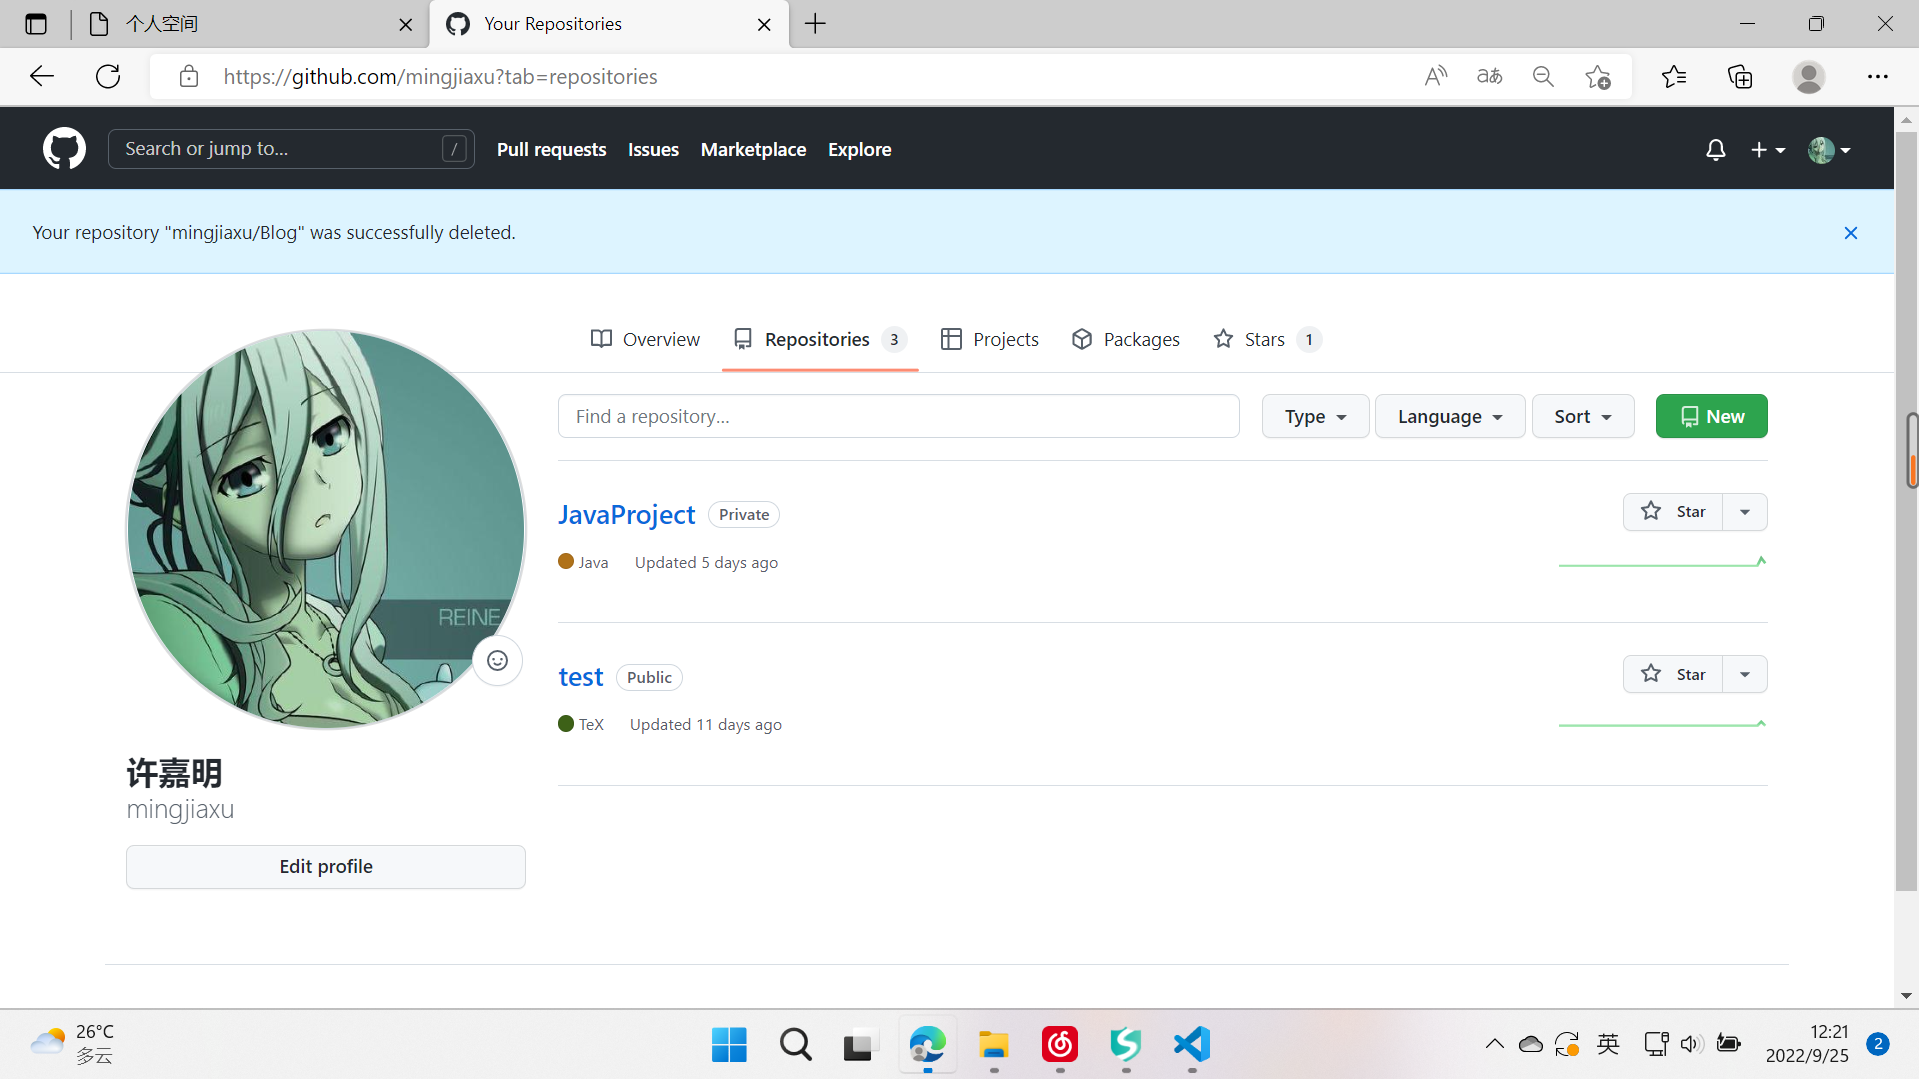 个人空间
Your Repositories
https://github.com/mingjiaxu?tab=repositories
Search or jump to...
/
Pull requests
Issues
Marketplace
Explore
Your repository "mingjiaxu/Blog" was successfully deleted.
Overview
Repositories 3
Projects
Packages
Stars 1
Find a repository...
Type
Language
Sort
New
JavaProject Private
Star
Java Updated 5 days ago
REINE
test Public
Star
TeX Updated 11 days ago
许嘉明
mingjiaxu
Edit profile
26°C
多云
英
12:21
2022/9/25
2